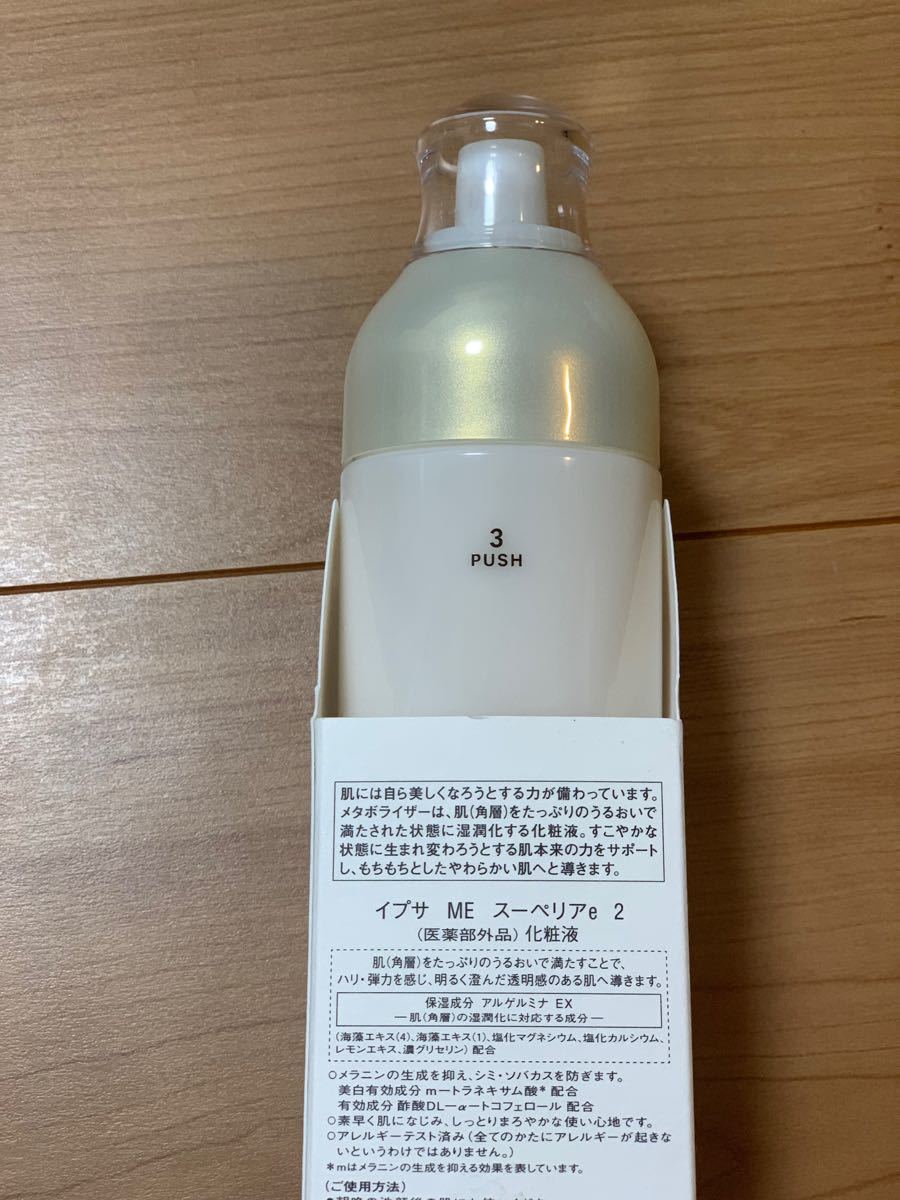 3
PUSH
肌には自ら美しくなろうとする力が備わっています。
メタボライザーは、肌(角層)をたっぷりのうるおいで
満たされた状態に湿潤化する化粧液。すこやかな
状態に生まれ変わろうとする肌本来の力をサポート
し、もちもちとしたやわらかい肌へと導きます。
イプサ ME スーペリアe 2
(医薬部外品) 化粧液
肌(角層)をたっぷりのうるおいで満たすことで、
ハリ・弾力を感じ、明るく澄んだ透明感のある肌へ導きます。
保湿成分 アルゲルミナ EX
―肌(角層)の湿潤化に対応する成分―
(海藻エキス(4)、海藻エキス(1)、塩化マグネシウム、塩化カルシウム、
レモンエキス、濃グリセリン) 配合
○メラニンの生成を抑え、シミ・ソバカスを防ぎます。
美白有効成分 m―トラネキサム酸* 配合
有効成分 酢酸DL―α―トコフェロール 配合
○素早く肌になじみ、しっとりまろやかな使い心地です。
○アレルギーテスト済み (全てのかたにアレルギーが起きな
いというわけではありません。)
*mはメラニンの生成を抑える効果を表しています。
(ご使用方法)